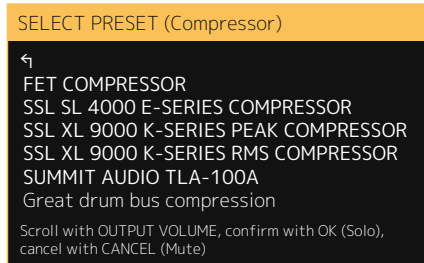 SELECT PRESET (Compressor)
FET COMPRESSOR
SSL SL 4000 E-SERIES COMPRESSOR
SSL XL 9000 K-SERIES PEAK COMPRESSOR
SSL XL 9000 K-SERIES RMS COMPRESSOR
SUMMIT AUDIO TLA-100A
Great drum bus compression
Scroll with OUTPUT VOLUME, confirm with OK (Solo),
cancel with CANCEL (Mute)